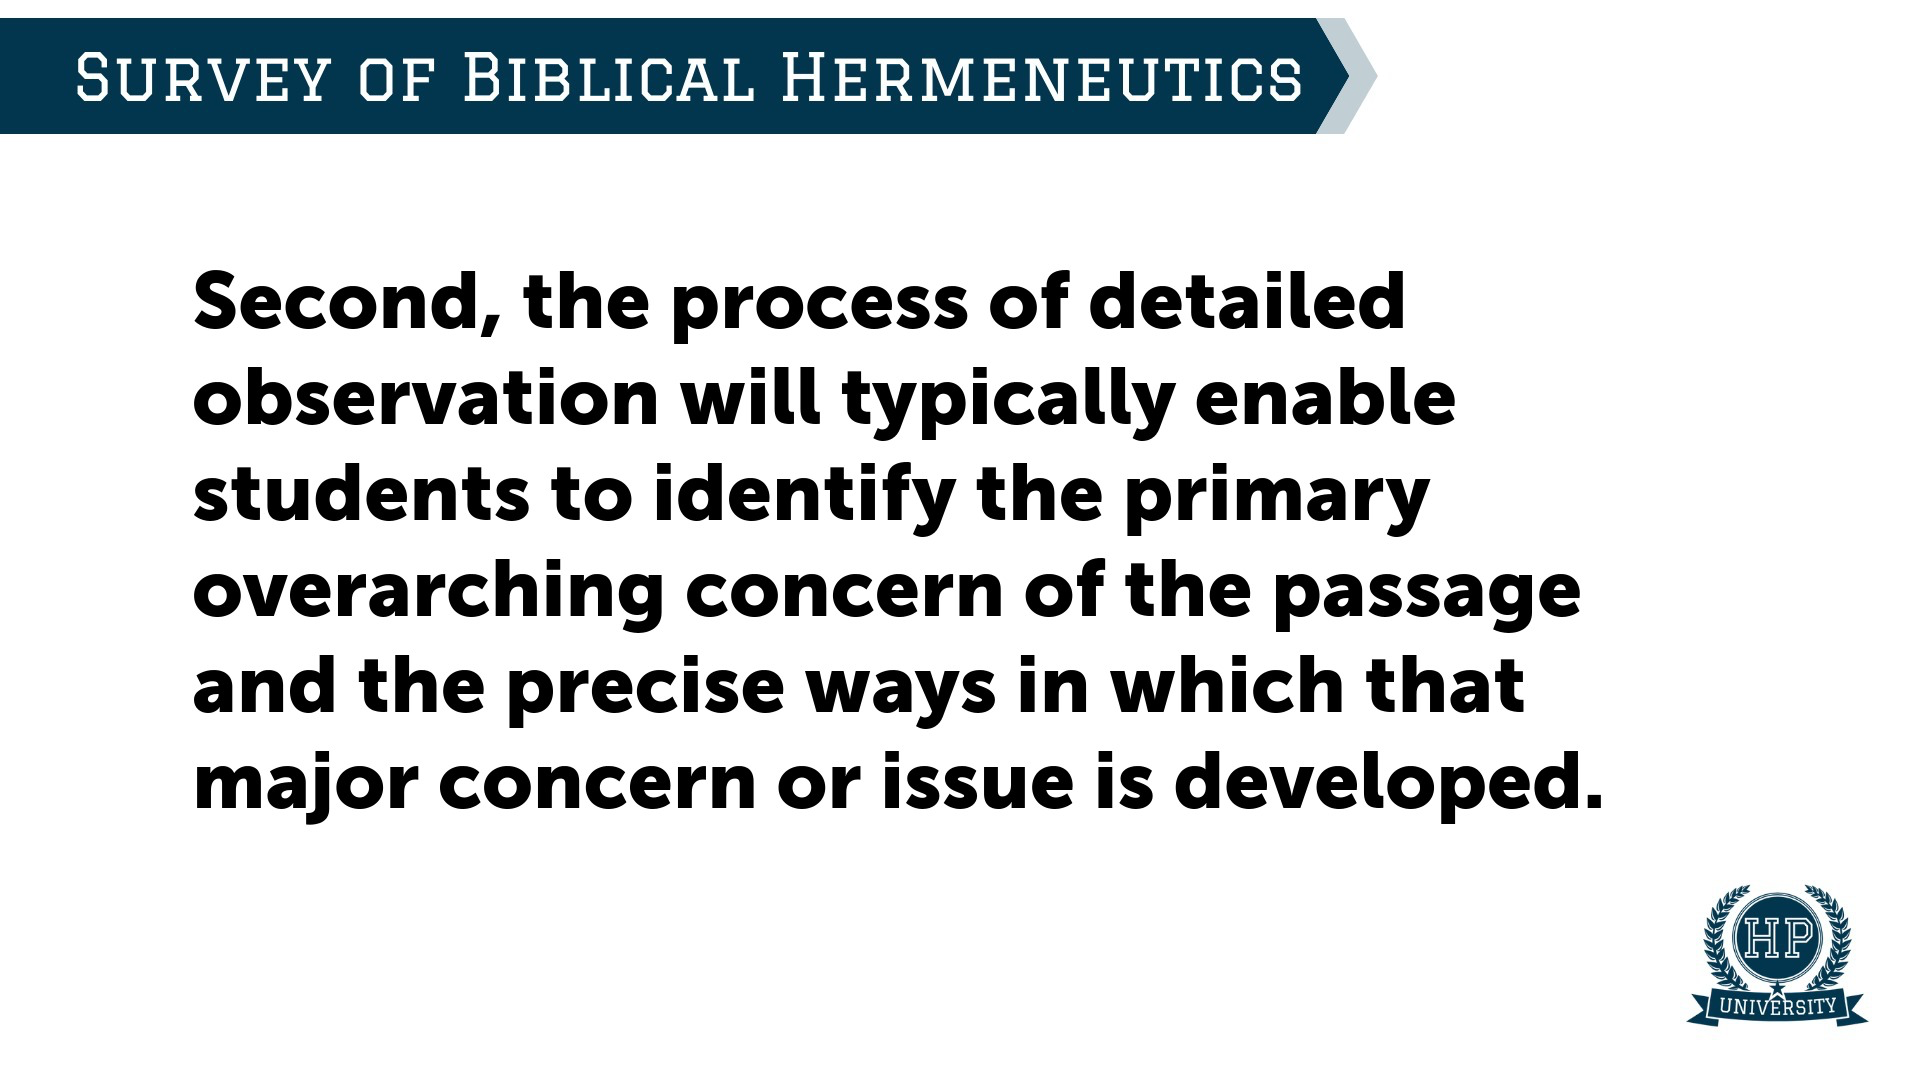 Survey of Biblical Hermeneutics
Second, the process of detailed
observation will typically enable
students to identify the primary
overarching concern of the passage
and the precise ways in which that
major concern or issue is developed.
HP
UNIVERSITY